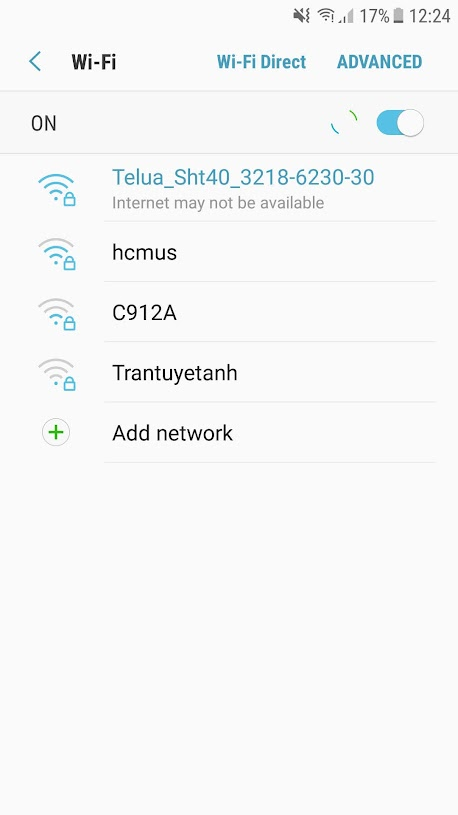 17% 12:24
Wi-Fi Wi-Fi Direct ADVANCED
ON
Telua_Sht40_3218-6230-30
Internet may not be available
hcmus
C912A
Trantuyetanh
Add network